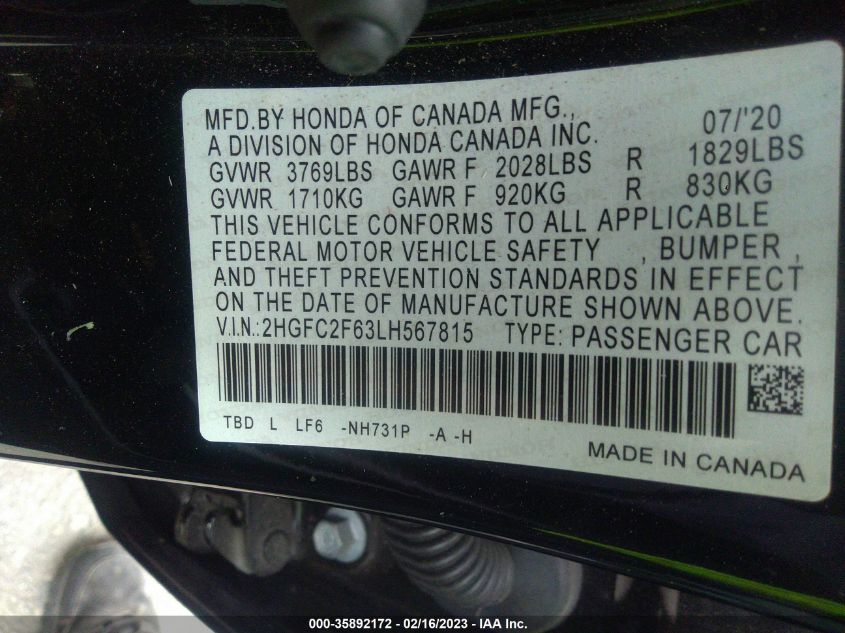 MFD.BY HONDA OF CANADA MFG., 07/'20
A DIVISION OF HONDA CANADA INC.
GVWR 3769LBS GAWR F 2028LBS R 1829LBS
GVWR 1710KG GAWR F 920KG R 830KG
THIS VEHICLE CONFORMS TO ALL APPLICABLE
FEDERAL MOTOR VEHICLE SAFETY , BUMPER ,
AND THEFT PREVENTION STANDARDS IN EFFECT
ON THE DATE OF MANUFACTURE SHOWN ABOVE.
V.I.N.:2HGFC2F63LH567815 TYPE: PASSENGER CAR
TBD L LF6 -NH731P -A -H
MADE IN CANADA
000-35892172 - 02/16/2023 - IAA Inc.